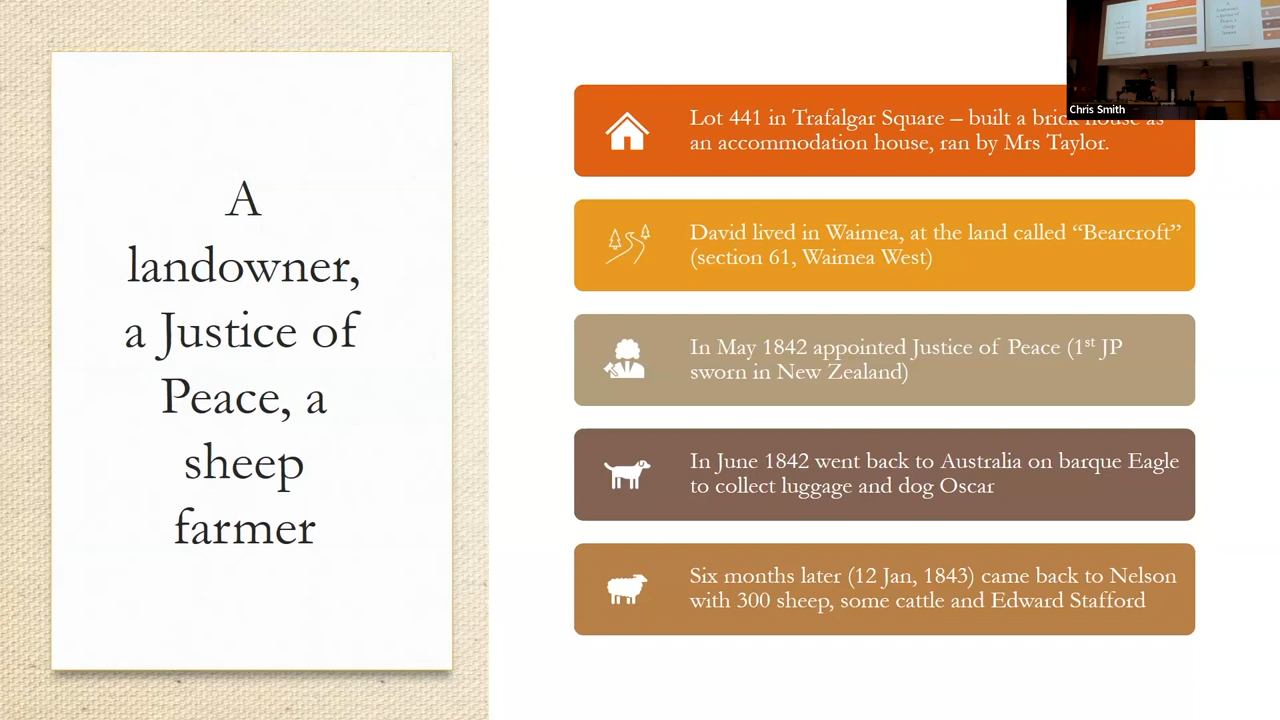 A
landowner,
a Justice of
Peace, a
sheep
farmer
Lot 441 in Trafalgar Square – built a brick house as
an accommodation house, ran by Mrs Taylor.
David lived in Waimea, at the land called “Bearcroft”
(section 61, Waimea West)
In May 1842 appointed Justice of Peace (1st JP
sworn in New Zealand)
In June 1842 went back to Australia on barque Eagle
to collect luggage and dog Oscar
Six months later (12 Jan, 1843) came back to Nelson
with 300 sheep, some cattle and Edward Stafford
Chris Smith